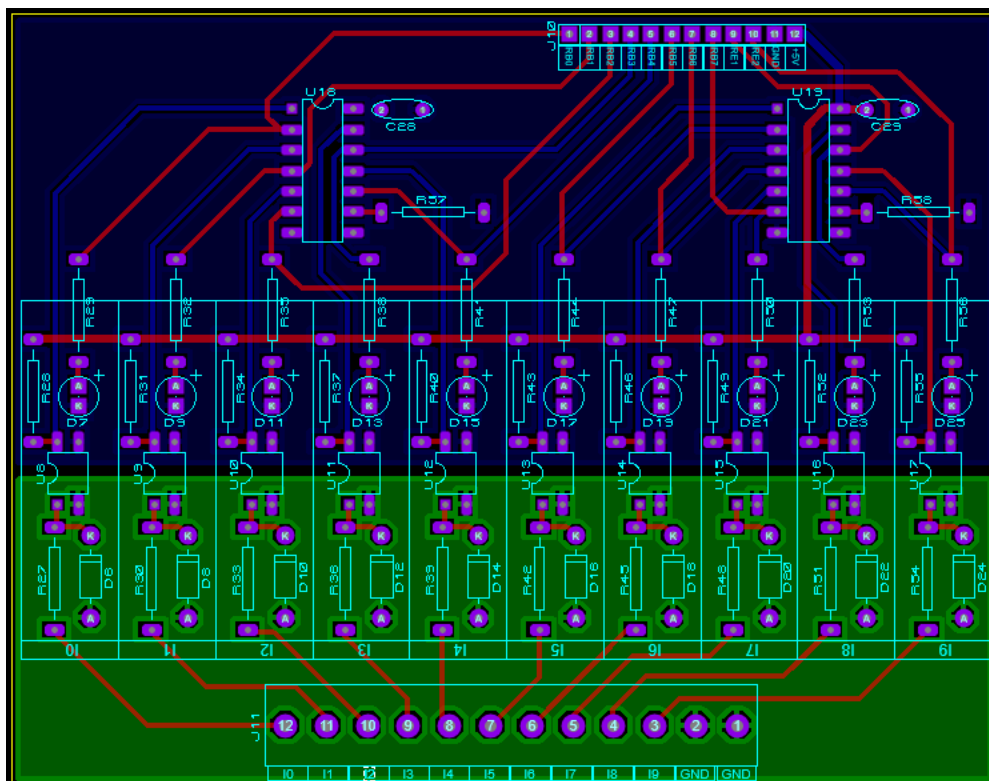 J10
1 2 3 4 5 6 7 8 9 10 11 12
RB0 RB1 RB2 RB3 RB4 RB5 RB6 RB7 RE1 RE2 GND +5V
U18 U19
2 1 2 1
C28 C29
R57 R58
R29 R32 R35 R38 R41 R44 R47 R50 R53 R56
R28 R31 R34 R37 R40 R43 R46 R49 R52 R55
+ + + + + + + + + +
A A A A A A A A A A
K K K K K K K K K K
D7 D9 D11 D13 D15 D17 D19 D21 D23 D25
U8 U9 U10 U11 U12 U13 U14 U15 U16 U17
K K K K K K K K K K
R27 D6 R30 D8 R33 D10 R36 D12 R39 D14 R42 D16 R45 D18 R48 D20 R51 D22 R54 D24
A A A A A A A A A A
I0 I1 I2 I3 I4 I5 I6 I7 I8 I9
J11
12 11 10 9 8 7 6 5 4 3 2 1
I0 I1 I3 I4 I5 I6 I7 I8 I9 GND GND